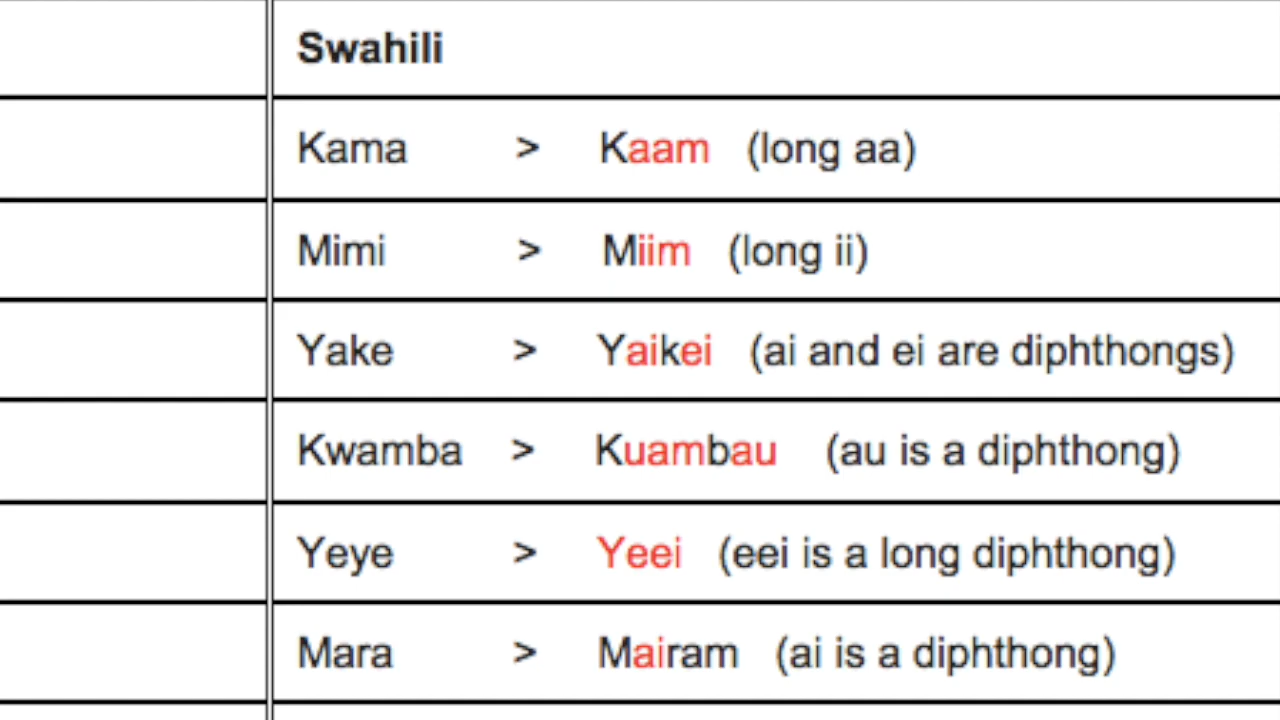 Swahili
Kama > Kaam (long aa)
Mimi > Miim (long ii)
Yake > Yaikei (ai and ei are diphthongs)
Kwamba > Kuambau (au is a diphthong)
Yeye > Yeei (eei is a long diphthong)
Mara > Mairam (ai is a diphthong)